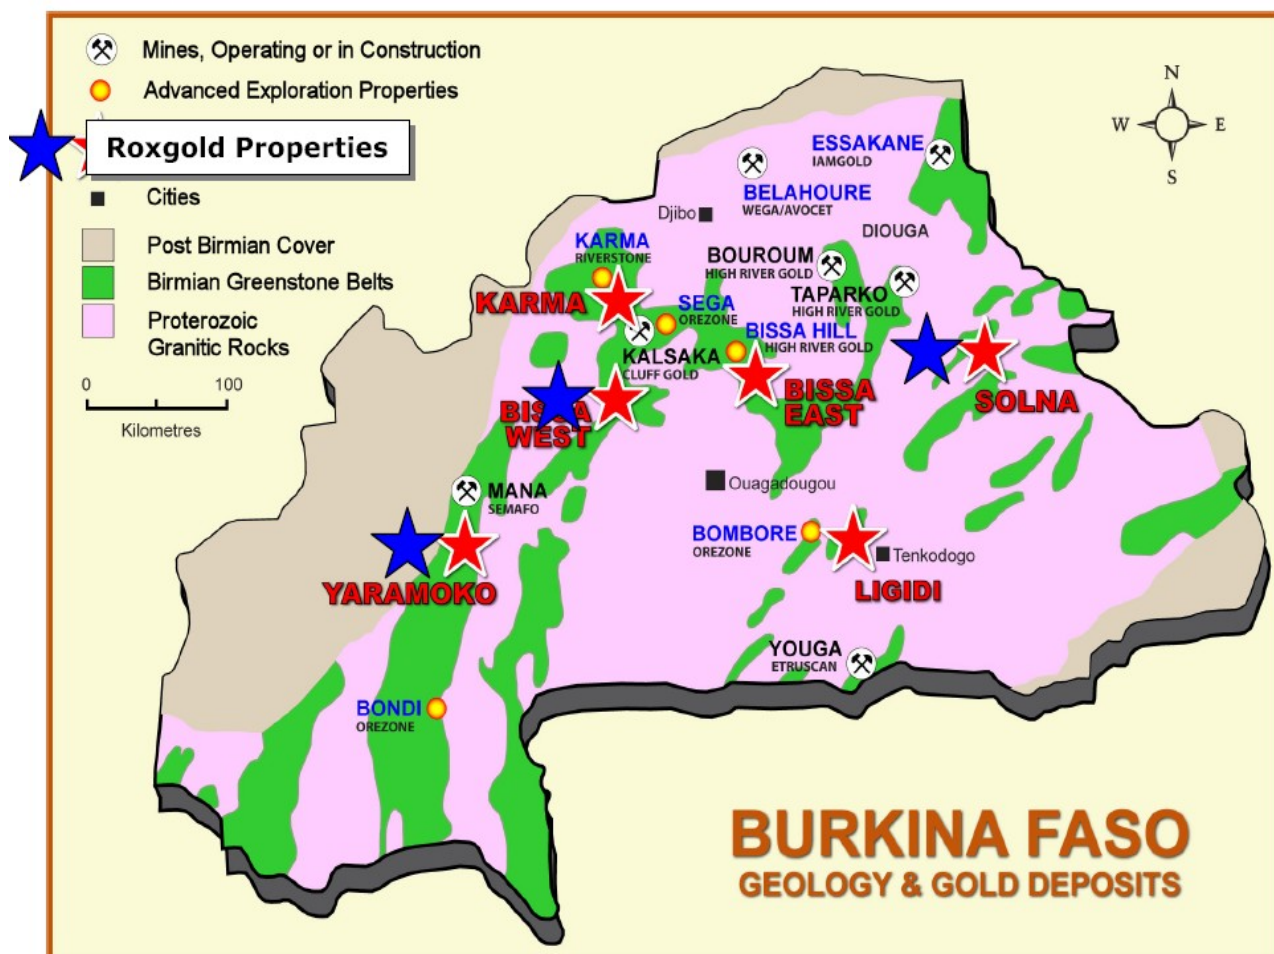 Mines, Operating or in Construction
Advanced Exploration Properties
Roxgold Properties
Cities
Post Birmian Cover
Birmian Greenstone Belts
Proterozoic
Granitic Rocks
0 100
Kilometres
N
W E
S
ESSAKANE
IAMGOLD
BELAHOURE
WEGA/AVOCET
Djibo
DIOUGA
KARMA
RIVERSTONE
BOUROUM
HIGH RIVER GOLD
TAPARKO
HIGH RIVER GOLD
KARMA
SEGA
OREZONE
BISSA HILL
HIGH RIVER GOLD
KALSAKA
CLUFF GOLD
BISSA
WEST
BISSA
EAST
SOLNA
MANA
SEMAFO
Ouagadougou
BOMBORE
OREZONE
Tenkodogo
YARAMOKO
LIGIDI
YOUGA
ETRUSCAN
BONDI
OREZONE
BURKINA FASO
GEOLOGY & GOLD DEPOSITS